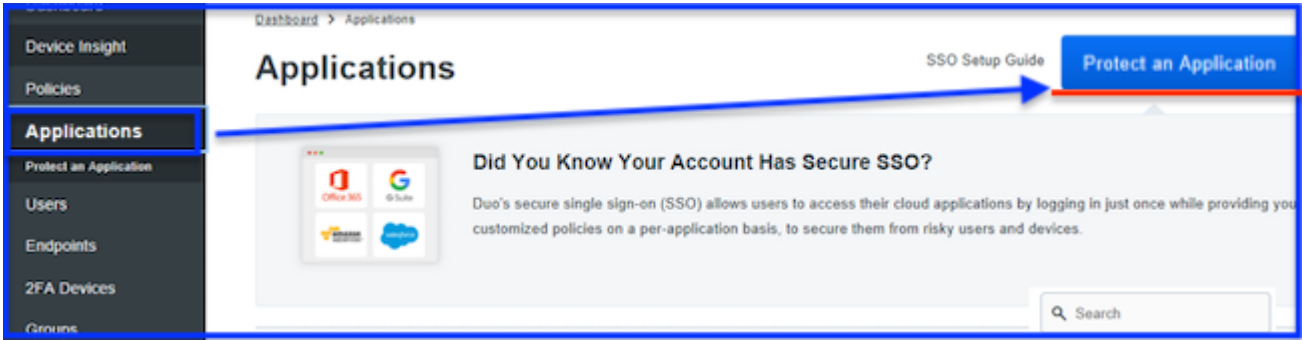 Dashboard
Device Insight
Policies
Applications
Protect an Application
Users
Endpoints
2FA Devices
Groups
Dashboard > Applications
Applications
SSO Setup Guide
Protect an Application
Office 365
G Suite
amazon
salesforce
Did You Know Your Account Has Secure SSO?
Duo's secure single sign-on (SSO) allows users to access their cloud applications by logging in just once while providing you
customized policies on a per-application basis, to secure them from risky users and devices.
Search